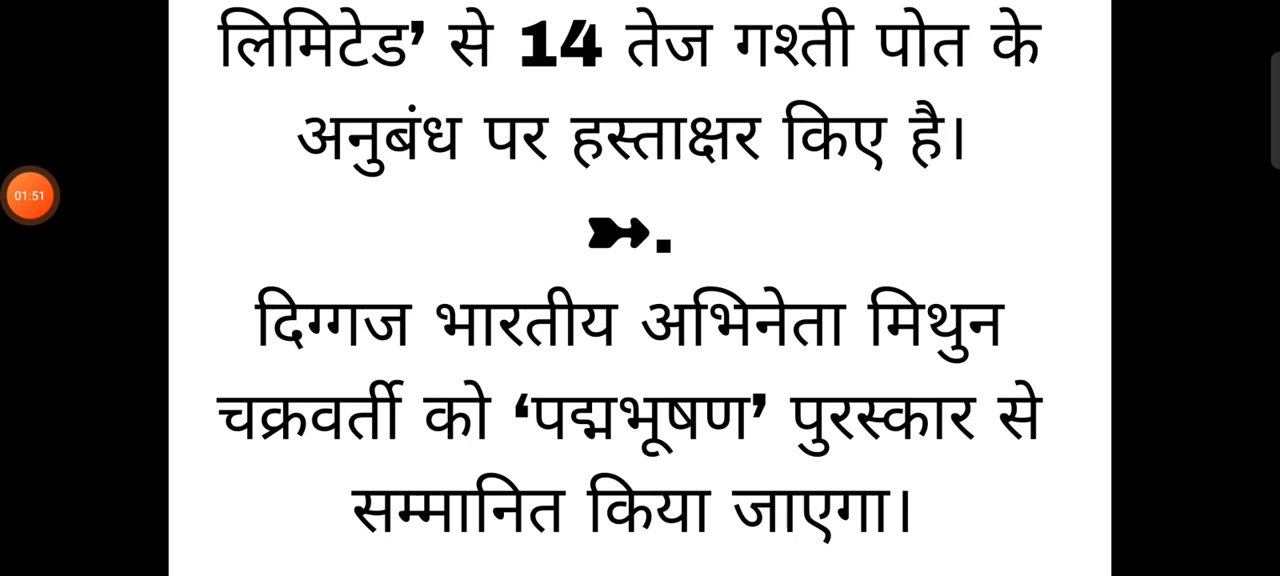 लिमिटेड’ से 14 तेज गश्ती पोत के
अनुबंध पर हस्ताक्षर किए है।
➳.
01:51
दिग्गज भारतीय अभिनेता मिथुन
चक्रवर्ती को ‘पद्मभूषण’ पुरस्कार से
सम्मानित किया जाएगा।